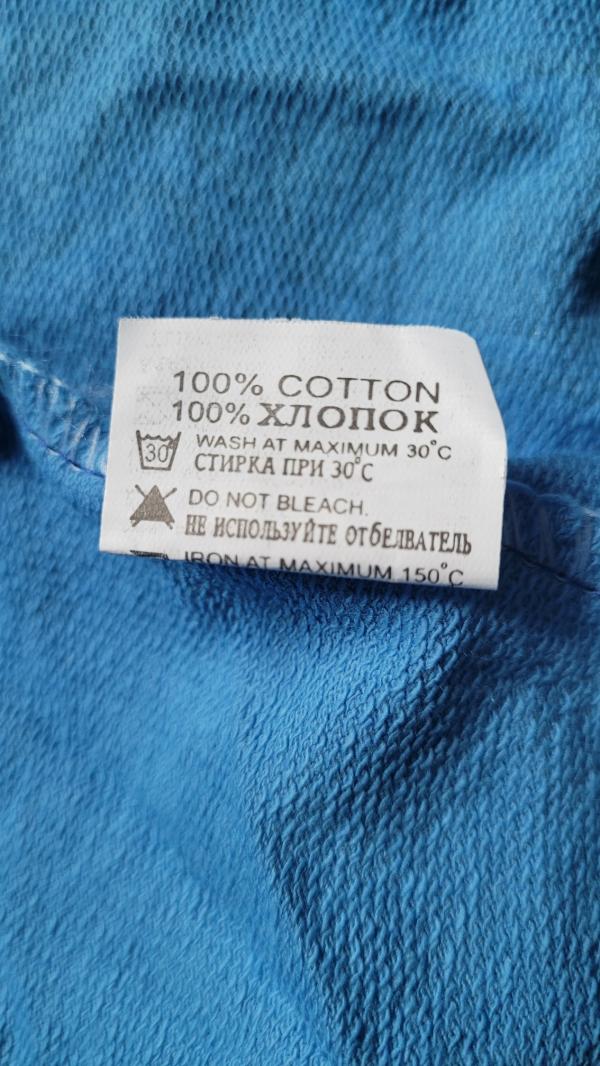 100% COTTON
100% ХЛОПОК
30
WASH AT MAXIMUM 30°C
СТИРКА ПРИ 30°C
DO NOT BLEACH.
НЕ ИСПОЛЬЗУЙТЕ ОТбЕЛВАТЕЛЬ
IRON AT MAXIMUM 150°C